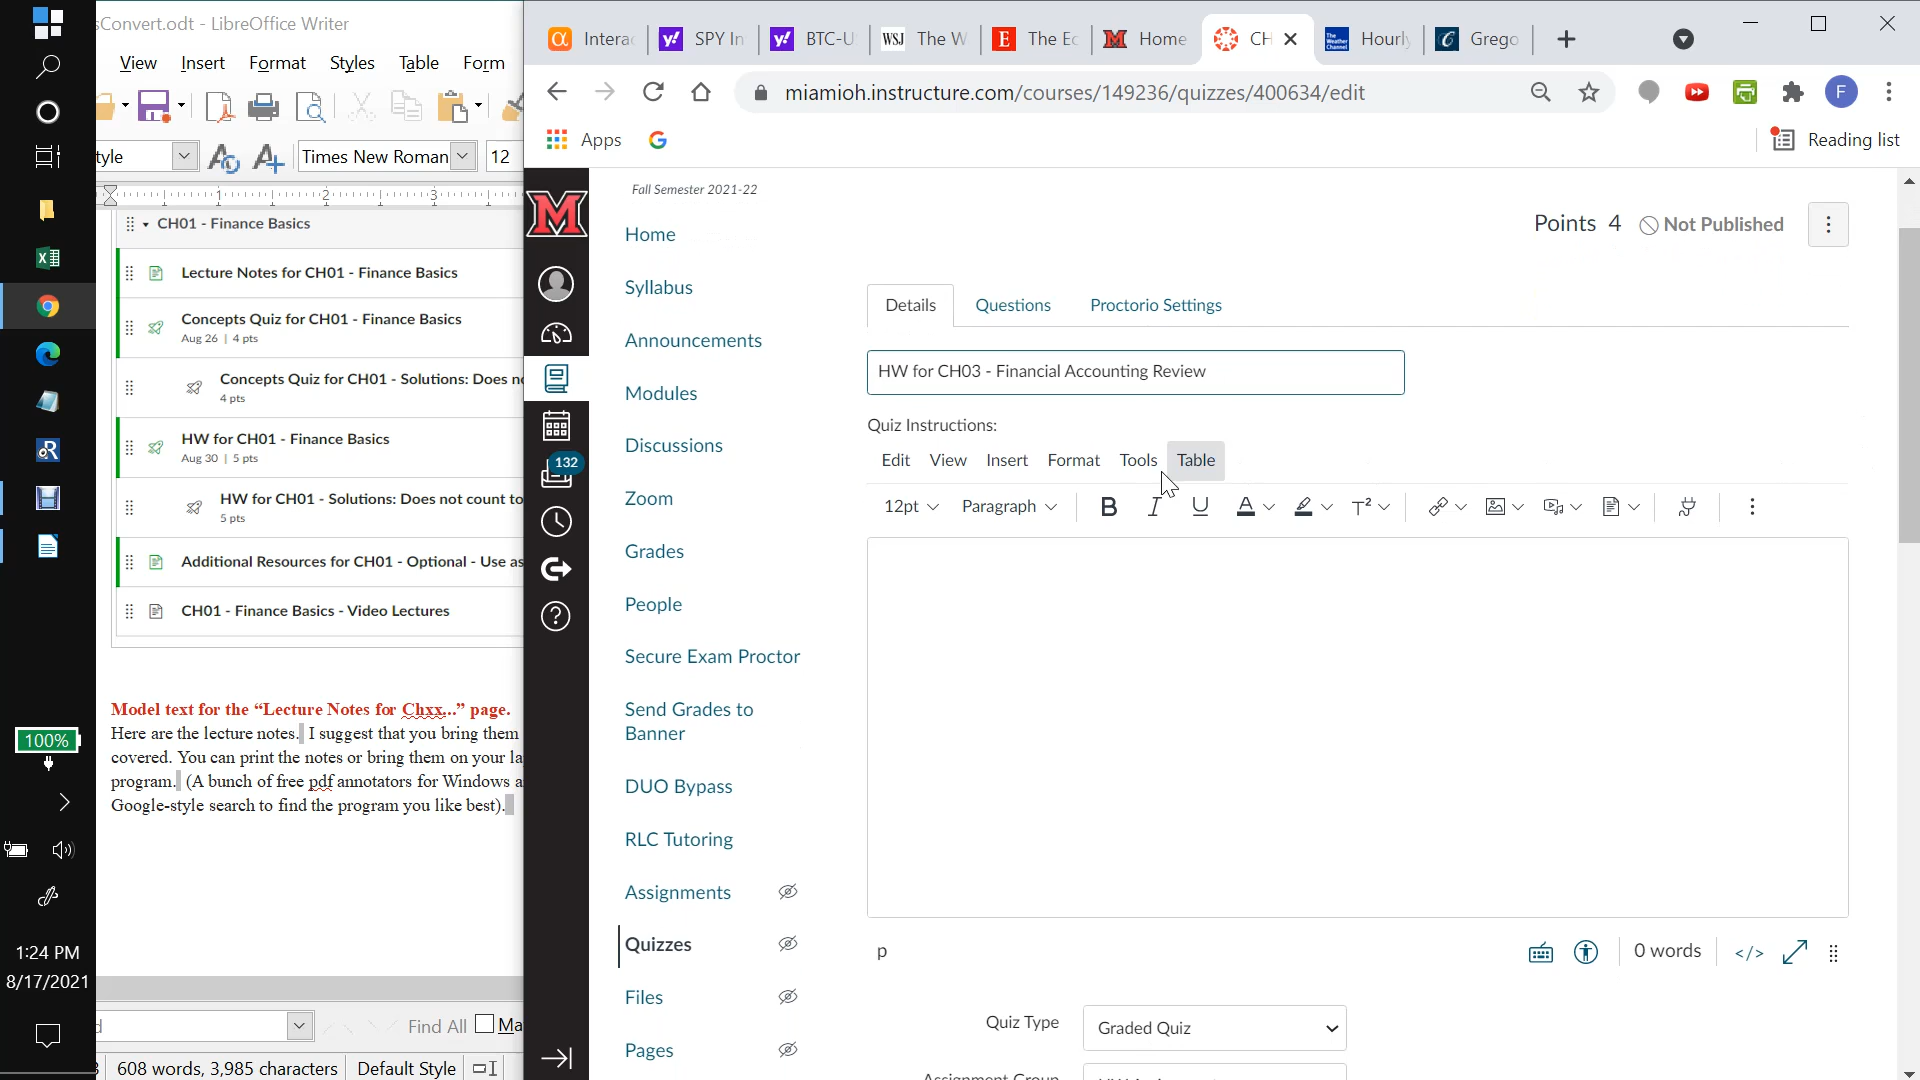 sConvert.odt - LibreOffice Writer
View Insert Format Styles Table Form
tyle
Times New Roman
12
1 2 3
CH01 - Finance Basics
Lecture Notes for CH01 - Finance Basics
Concepts Quiz for CH01 - Finance Basics
Aug 26 | 4 pts
Concepts Quiz for CH01 - Solutions: Does
4 pts
HW for CH01 - Finance Basics
Aug 30 | 5 pts
HW for CH01 - Solutions: Does not count to
5 pts
Additional Resources for CH01 - Optional - Use as
CH01 - Finance Basics - Video Lectures
Model text for the “Lecture Notes for Chxx...” page.
Here are the lecture notes. I suggest that you bring them
covered. You can print the notes or bring them on your la
program. (A bunch of free pdf annotators for Windows a
Google-style search to find the program you like best).
Find All
Ma
608 words, 3,985 characters
Default Style
100%
1:24 PM
8/17/2021
Intera
SPY In
BTC-U
WSJ The W
E The Ec
Home
CH
Hourly
Grego
miamioh.instructure.com/courses/149236/quizzes/400634/edit
F
Apps
Reading list
132
Fall Semester 2021-22
Home
Syllabus
Announcements
Modules
Discussions
Zoom
Grades
People
Secure Exam Proctor
Send Grades to
Banner
DUO Bypass
RLC Tutoring
Assignments
Quizzes
Files
Pages
Points 4 Not Published
Details Questions Proctorio Settings
HW for CH03 - Financial Accounting Review
Quiz Instructions:
Edit View Insert Format Tools Table
12pt Paragraph B I U A T²
p
0 words </>
Quiz Type Graded Quiz
Assignment Group